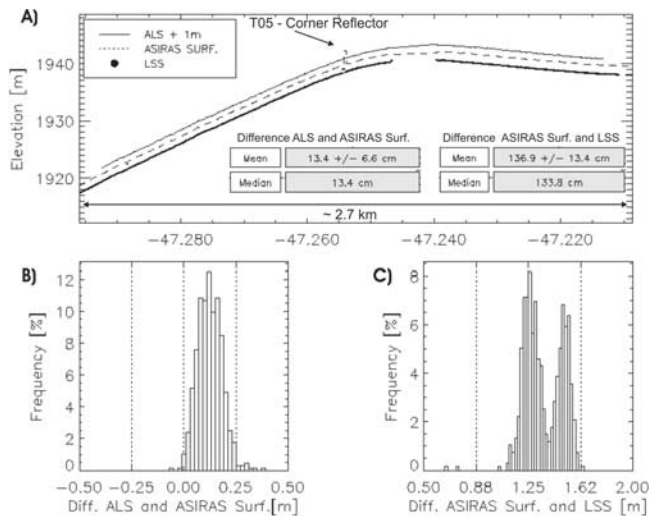 A)
T05 - Corner Reflector
ALS + 1m
ASIRAS SURF.
LSS
Elevation [m]
1940
1930
1920
Difference ALS and ASIRAS Surf.
Mean 13.4 +/- 6.6 cm
Median 13.4 cm
Difference ASIRAS Surf. and LSS
Mean 136.9 +/- 13.4 cm
Median 133.8 cm
~ 2.7 km
-47.280 -47.260 -47.240 -47.220
B)
Frequency [%]
12
10
8
6
4
2
0
-0.50 -0.25 0.00 0.25 0.50
Diff. ALS and ASIRAS Surf.[m]
C)
Frequency [%]
8
6
4
2
0
0.50 0.88 1.25 1.62 2.00
Diff. ASIRAS Surf. and LSS [m]